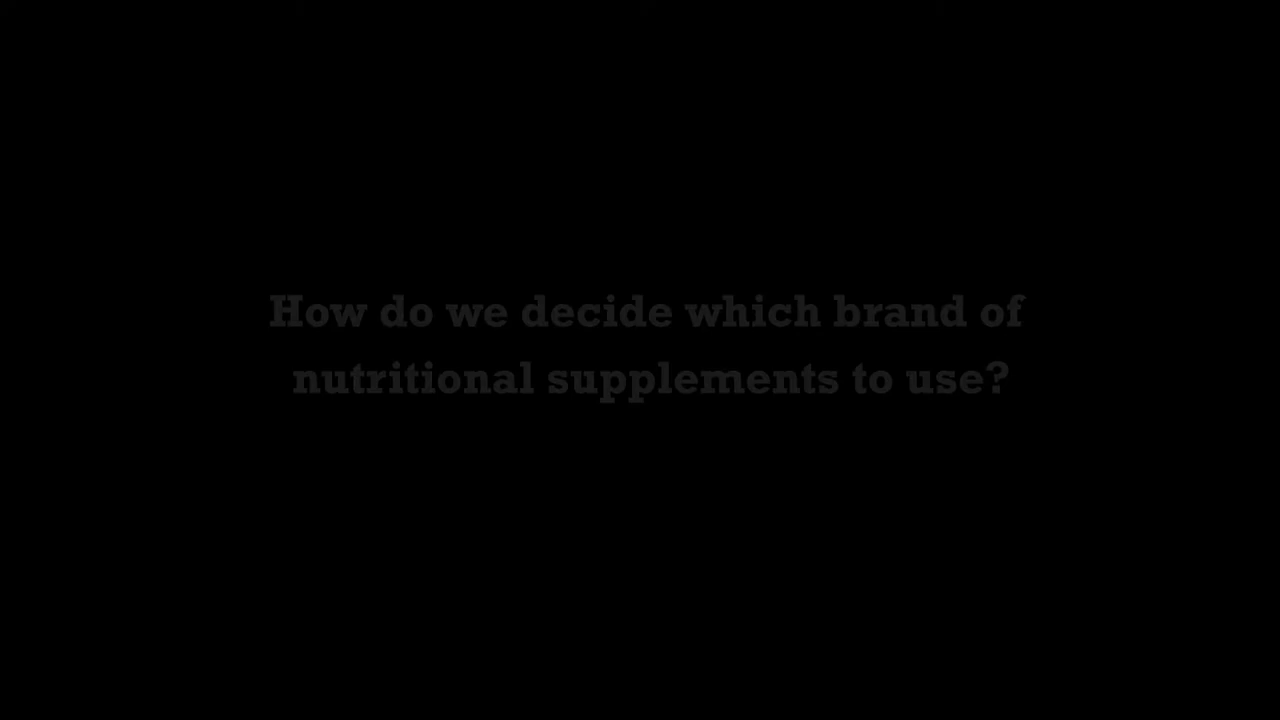 How do we decide which brand of
nutritional supplements to use?